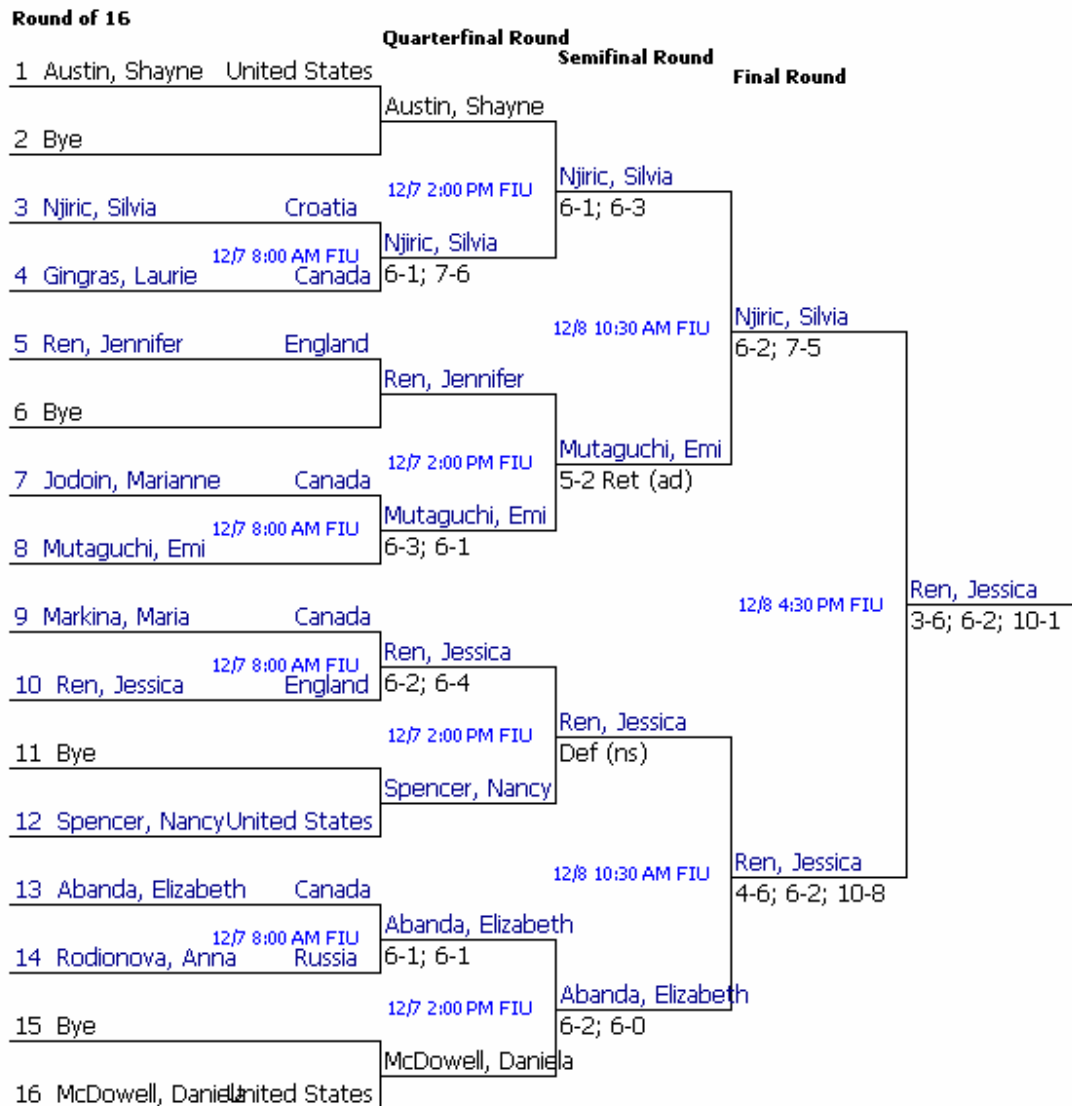 Round of 16
Quarterfinal Round
Semifinal Round
Final Round
1 Austin, Shayne United States
Austin, Shayne
2 Bye
12/7 2:00 PM FIU
Njiric, Silvia
6-1; 6-3
3 Njiric, Silvia Croatia
12/7 8:00 AM FIU
Njiric, Silvia
6-1; 7-6
4 Gingras, Laurie Canada
12/8 10:30 AM FIU
Njiric, Silvia
6-2; 7-5
5 Ren, Jennifer England
Ren, Jennifer
6 Bye
12/7 2:00 PM FIU
Mutaguchi, Emi
5-2 Ret (ad)
7 Jodoin, Marianne Canada
12/7 8:00 AM FIU
Mutaguchi, Emi
6-3; 6-1
8 Mutaguchi, Emi
12/8 4:30 PM FIU
Ren, Jessica
3-6; 6-2; 10-1
9 Markina, Maria Canada
12/7 8:00 AM FIU
Ren, Jessica
6-2; 6-4
10 Ren, Jessica England
12/7 2:00 PM FIU
Ren, Jessica
Def (ns)
11 Bye
Spencer, Nancy
12 Spencer, Nancy United States
12/8 10:30 AM FIU
Ren, Jessica
4-6; 6-2; 10-8
13 Abanda, Elizabeth Canada
12/7 8:00 AM FIU
Abanda, Elizabeth
6-1; 6-1
14 Rodionova, Anna Russia
12/7 2:00 PM FIU
Abanda, Elizabeth
6-2; 6-0
15 Bye
McDowell, Daniela
16 McDowell, Daniela United States